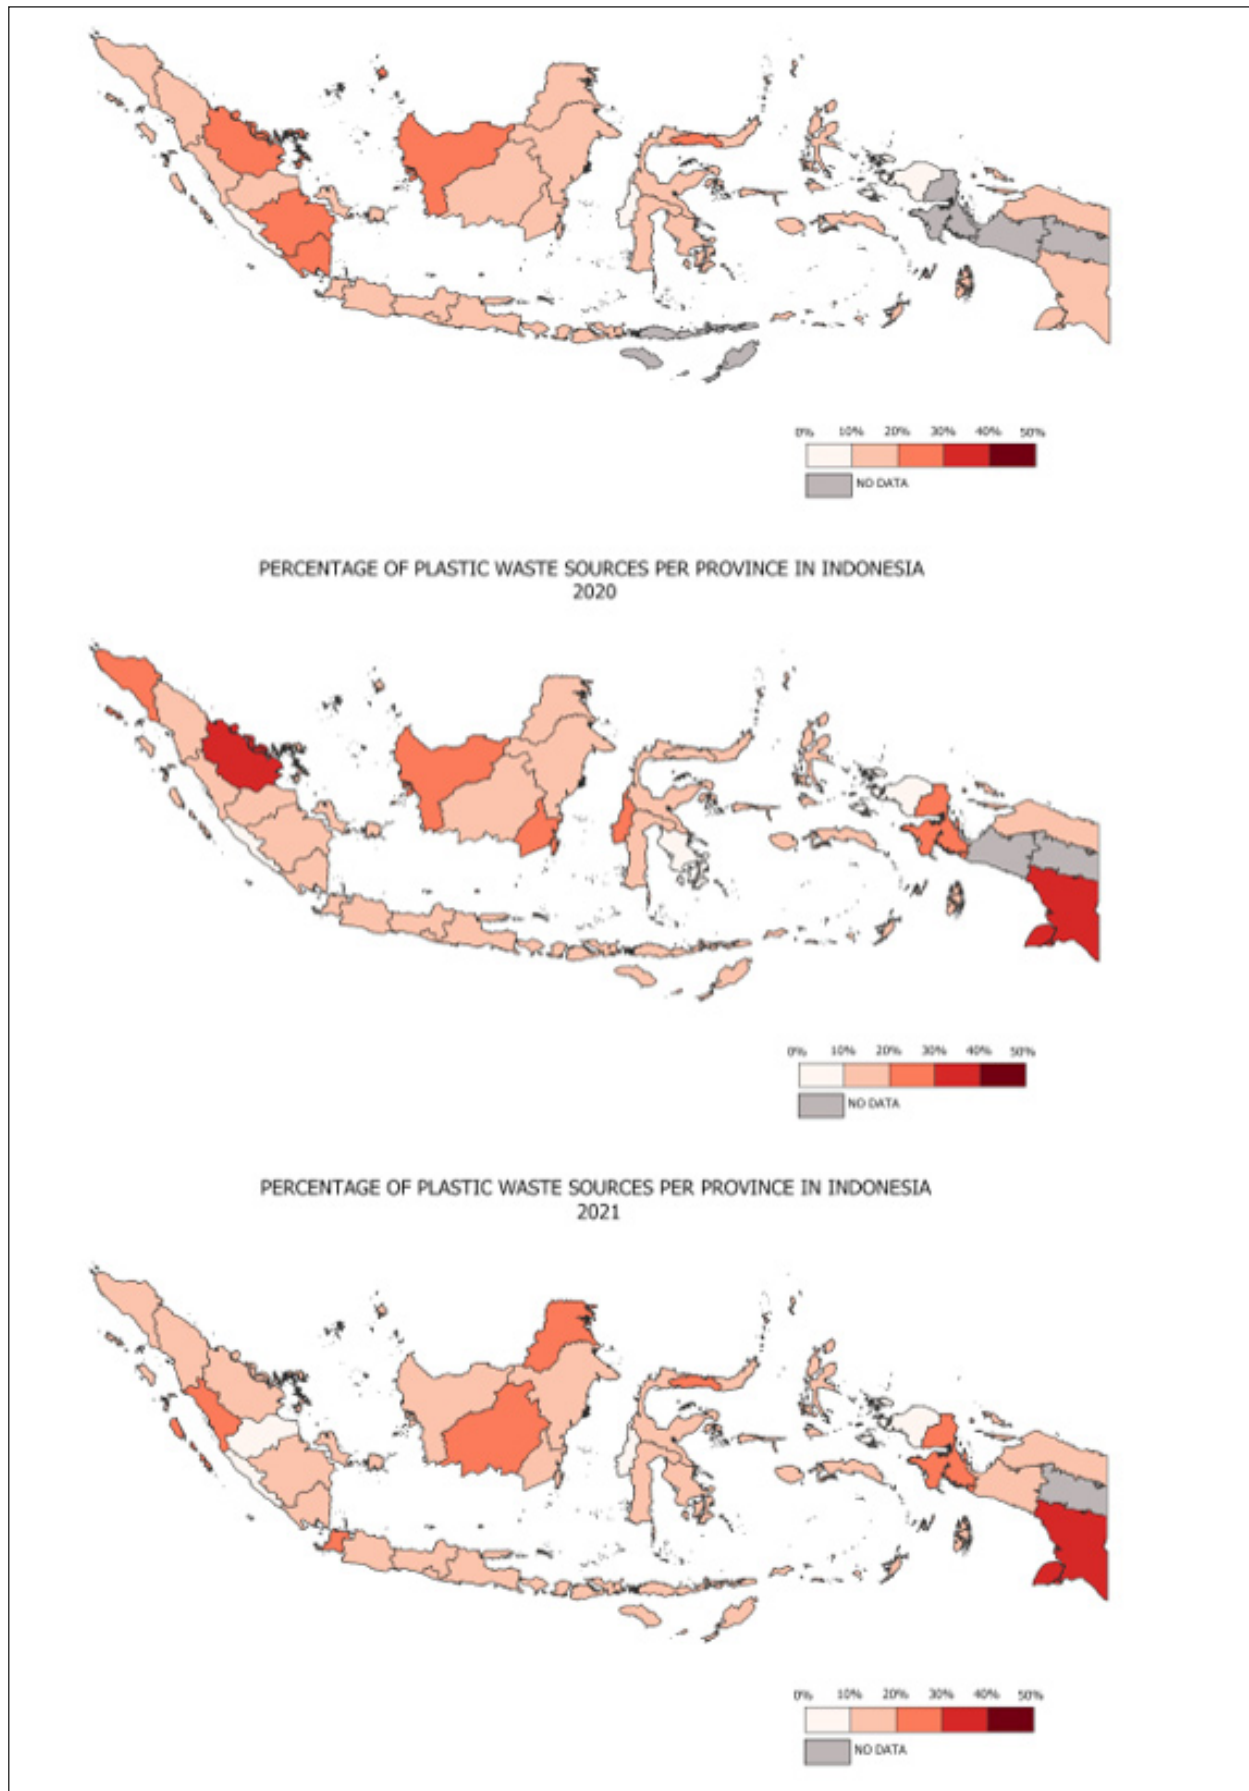 0% 10% 20% 30% 40% 50%
NO DATA
PERCENTAGE OF PLASTIC WASTE SOURCES PER PROVINCE IN INDONESIA
2020
0% 10% 20% 30% 40% 50%
NO DATA
PERCENTAGE OF PLASTIC WASTE SOURCES PER PROVINCE IN INDONESIA
2021
0% 10% 20% 30% 40% 50%
NO DATA